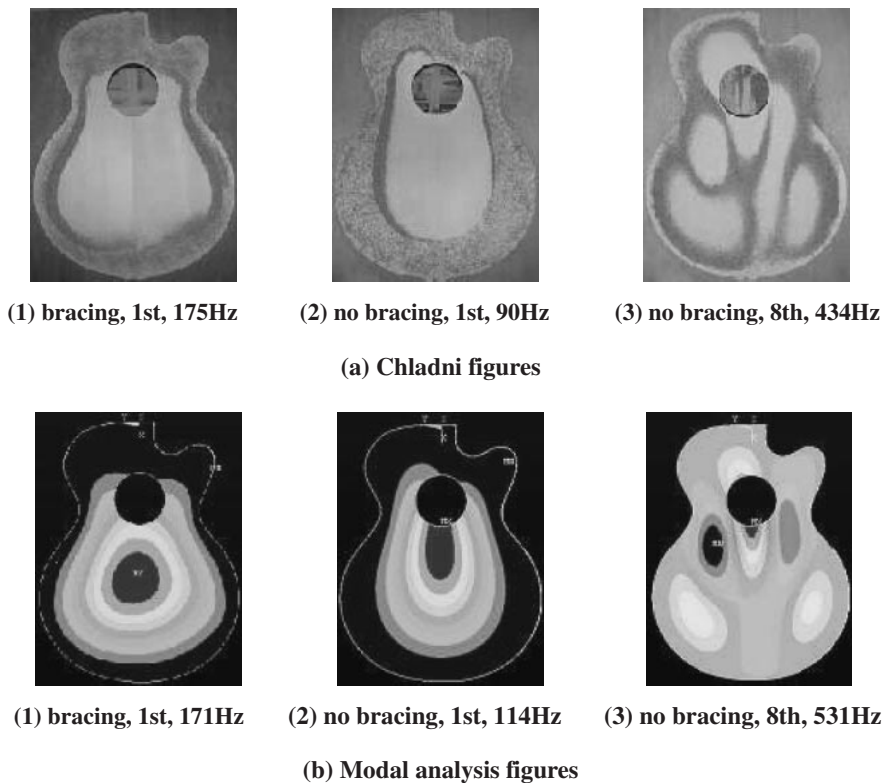 (1) bracing, 1st, 175Hz
(2) no bracing, 1st, 90Hz
(3) no bracing, 8th, 434Hz
(a) Chladni figures
(1) bracing, 1st, 171Hz
(2) no bracing, 1st, 114Hz
(3) no bracing, 8th, 531Hz
(b) Modal analysis figures